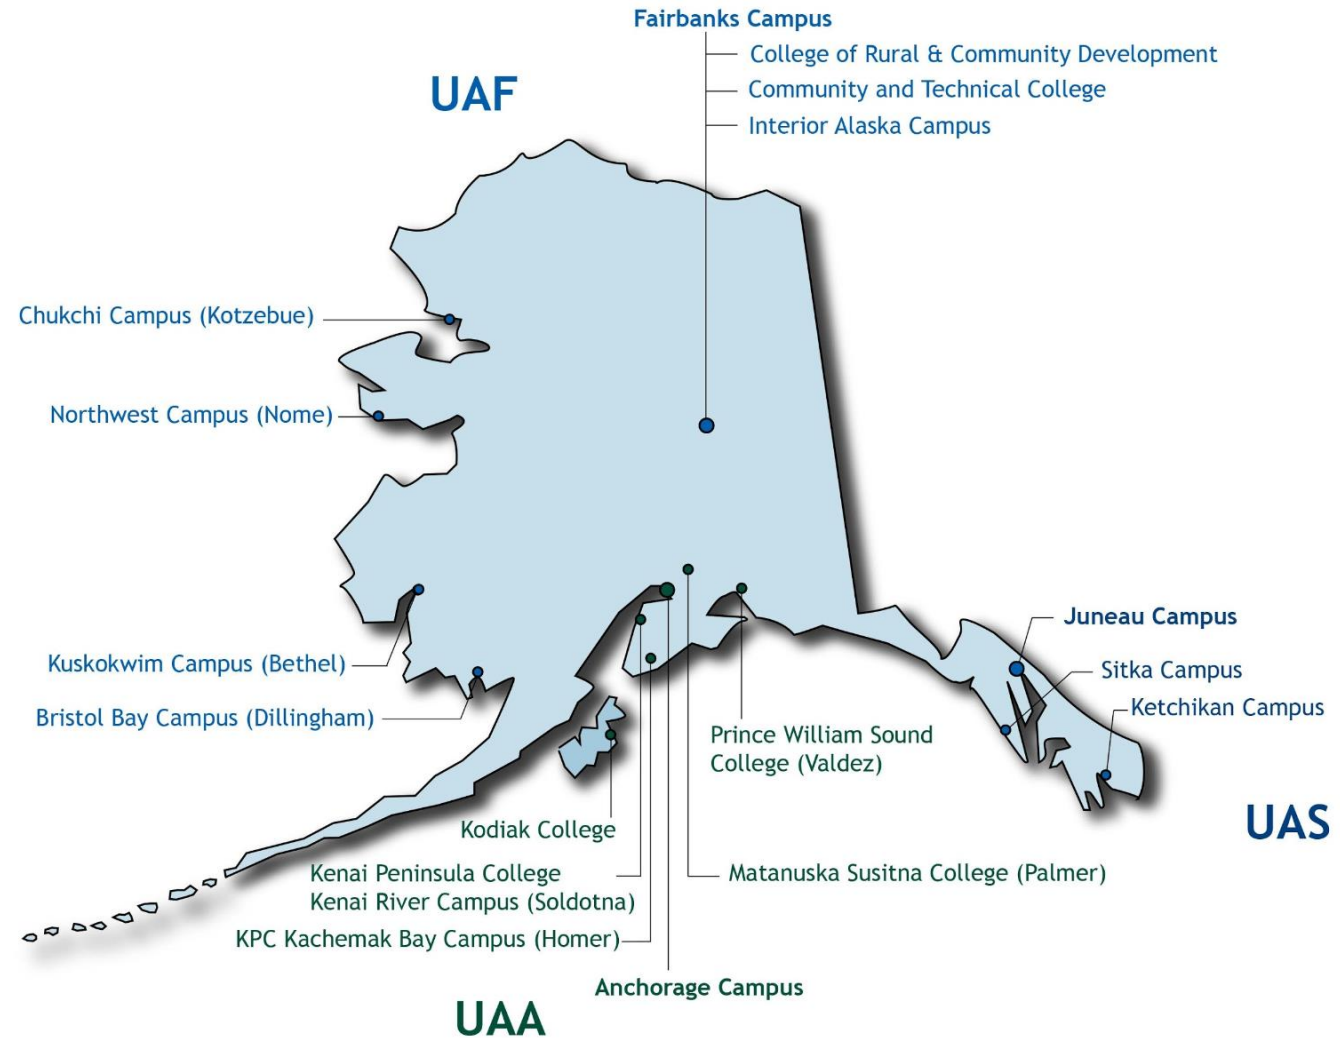 Fairbanks Campus
College of Rural & Community Development
UAF
Community and Technical College
Interior Alaska Campus
Chukchi Campus (Kotzebue)
Northwest Campus (Nome)
Kuskokwim Campus (Bethel)
Bristol Bay Campus (Dillingham)
Juneau Campus
Sitka Campus
Ketchikan Campus
UAS
Prince William Sound
College (Valdez)
Kodiak College
Kenai Peninsula College
Kenai River Campus (Soldotna)
Matanuska Susitna College (Palmer)
KPC Kachemak Bay Campus (Homer)
Anchorage Campus
UAA